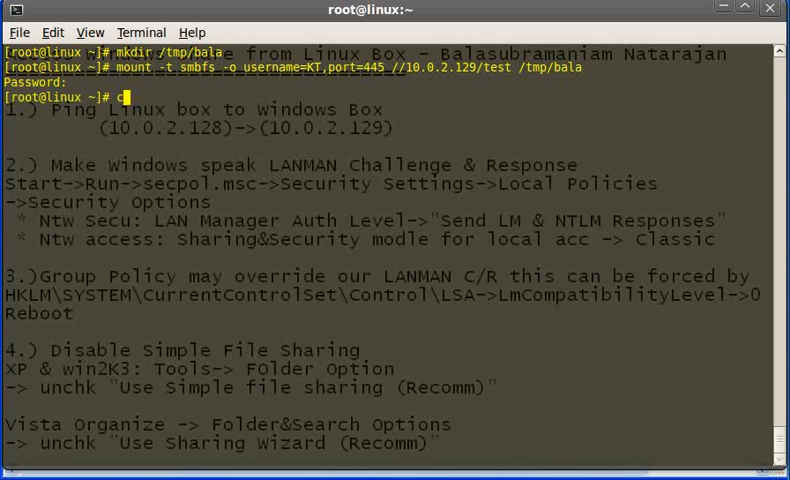 root@linux:~
File Edit View Terminal Help
[root@linux ~]# mkdir /tmp/bala
from Linux Box - Balasubramaniam Natarajan
[root@linux ~]# mount -t smbfs -o username=KT,port=445 //10.0.2.129/test /tmp/bala
Password:
[root@linux ~]# c
1.) Ping Linux box to Windows Box
(10.0.2.128)->(10.0.2.129)
2.) Make Windows speak LANMAN Challenge & Response
Start->Run->secpol.msc->Security Settings->Local Policies
->Security Options
* Ntw Secu: LAN Manager Auth Level->"Send LM & NTLM Responses"
* Ntw access: Sharing&Security modle for local acc -> Classic
3.)Group Policy may override our LANMAN C/R this can be forced by
HKLM\SYSTEM\CurrentControlSet\Control\LSA->LmCompatibilityLevel->0
Reboot
4.) Disable Simple File Sharing
XP & win2K3: Tools-> FOlder Option
-> unchk "Use Simple file sharing (Recomm)"
Vista Organize -> Folder&Search Options
-> unchk "Use Sharing Wizard (Recomm)"